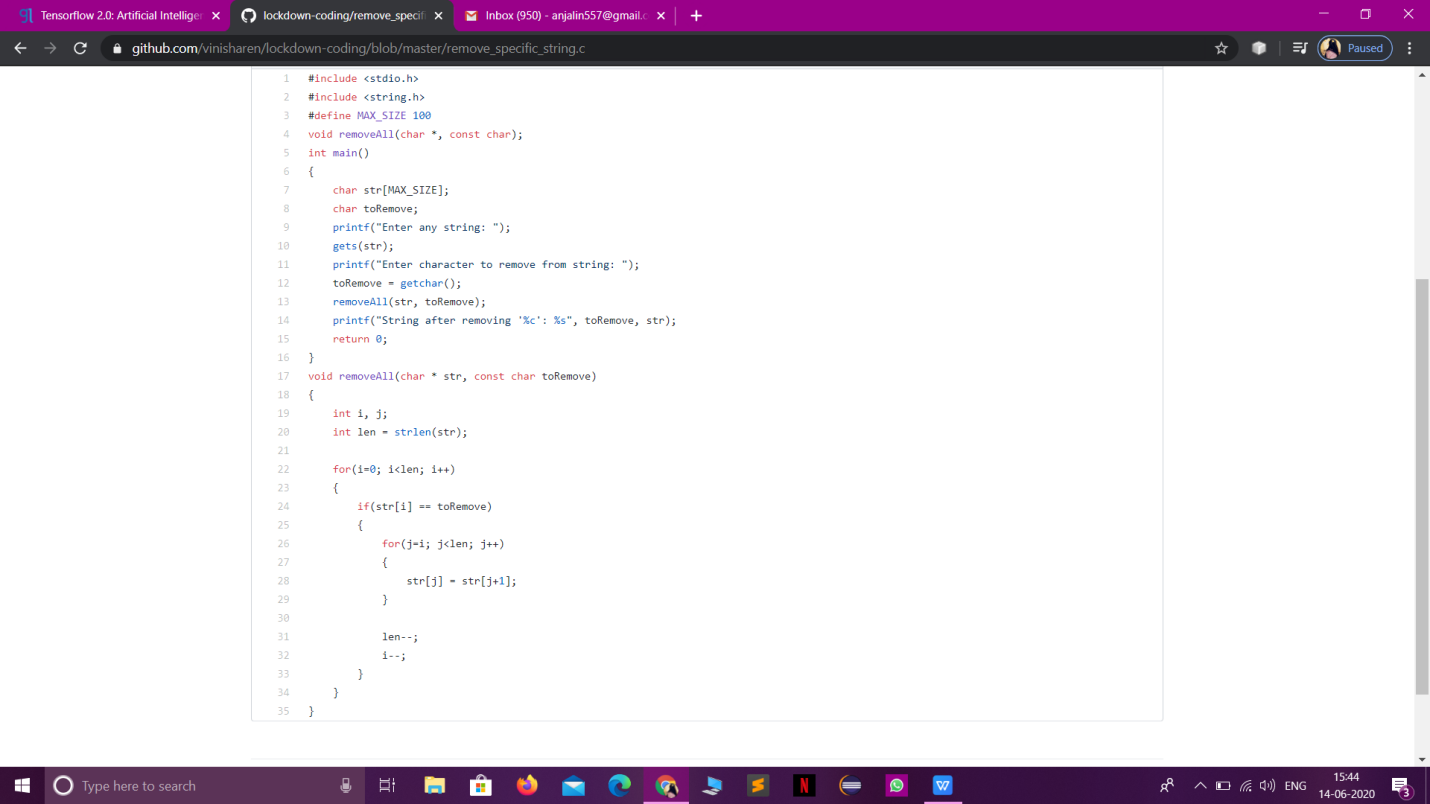 Tensorflow 2.0: Artificial Intelliger
lockdown-coding/remove_specifi
Inbox (950) - anjalin557@gmail.c
github.com/vinisharen/lockdown-coding/blob/master/remove_specific_string.c
Paused
1 #include <stdio.h>
2 #include <string.h>
3 #define MAX_SIZE 100
4 void removeAll(char *, const char);
5 int main()
6 {
7     char str[MAX_SIZE];
8     char toRemove;
9     printf("Enter any string: ");
10     gets(str);
11     printf("Enter character to remove from string: ");
12     toRemove = getchar();
13     removeAll(str, toRemove);
14     printf("String after removing '%c': %s", toRemove, str);
15     return 0;
16 }
17 void removeAll(char * str, const char toRemove)
18 {
19     int i, j;
20     int len = strlen(str);
21
22     for(i=0; i<len; i++)
23     {
24         if(str[i] == toRemove)
25         {
26             for(j=i; j<len; j++)
27             {
28                 str[j] = str[j+1];
29             }
30
31             len--;
32             i--;
33         }
34     }
35 }
Type here to search
ENG
15:44
14-06-2020
3